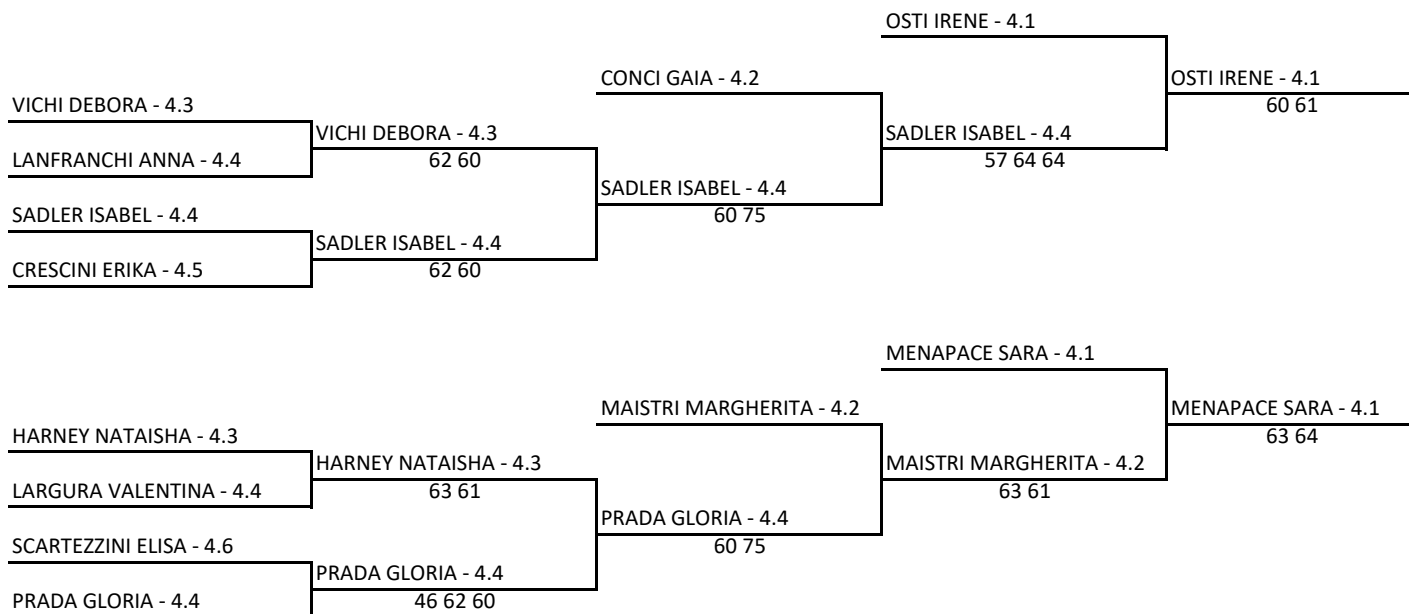 OSTI IRENE - 4.1
CONCI GAIA - 4.2
OSTI IRENE - 4.1
60 61
VICHI DEBORA - 4.3
VICHI DEBORA - 4.3
62 60
SADLER ISABEL - 4.4
57 64 64
LANFRANCHI ANNA - 4.4
SADLER ISABEL - 4.4
60 75
SADLER ISABEL - 4.4
SADLER ISABEL - 4.4
62 60
CRESCINI ERIKA - 4.5
MENAPACE SARA - 4.1
MAISTRI MARGHERITA - 4.2
MENAPACE SARA - 4.1
63 64
HARNEY NATAISHA - 4.3
HARNEY NATAISHA - 4.3
63 61
MAISTRI MARGHERITA - 4.2
63 61
LARGURA VALENTINA - 4.4
PRADA GLORIA - 4.4
60 75
SCARTEZZINI ELISA - 4.6
PRADA GLORIA - 4.4
46 62 60
PRADA GLORIA - 4.4